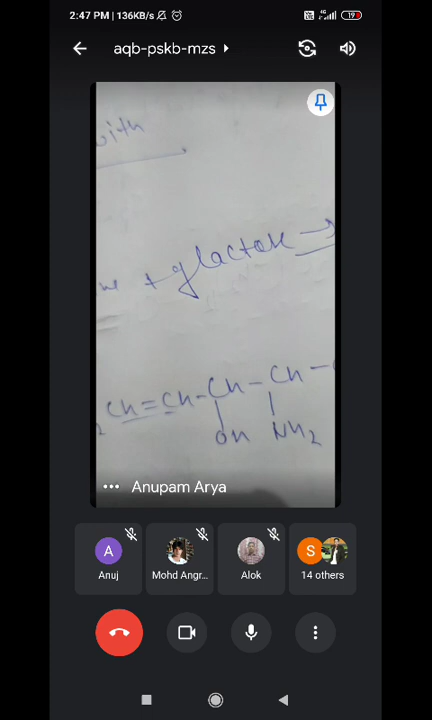 2:47 PM | 136KB/s
19
aqb-pskb-mzs
with
+ glactose →
CH=CH-CH-CH-
OH NH2
Anupam Arya
A
S
Anuj
Mohd Angr...
Alok
14 others